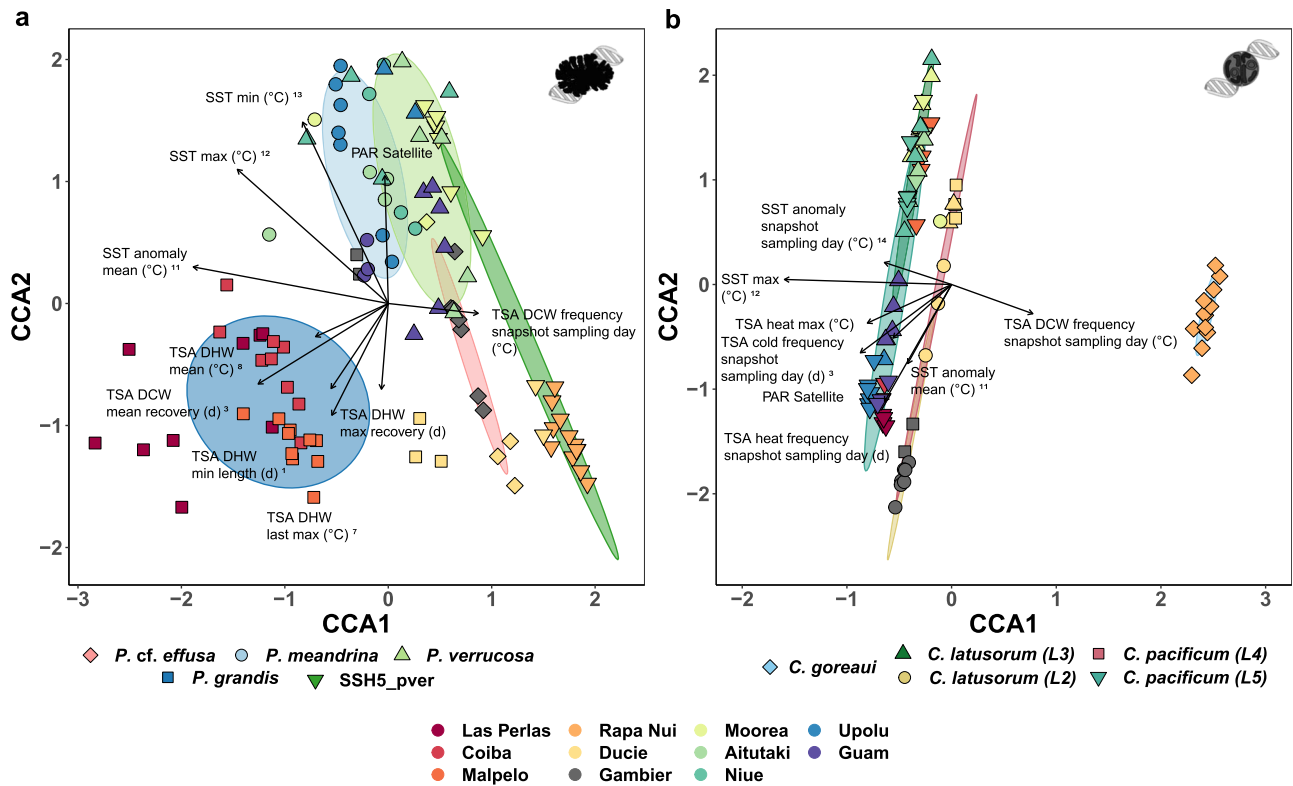 a
b
CCA2
2
1
0
−1
−2
−3
−2
−1
0
1
2
CCA1
SST min (°C) ¹³
SST max (°C) ¹²
PAR Satellite
SST anomaly
mean (°C) ¹¹
TSA DCW frequency
snapshot sampling day
(°C)
TSA DHW
mean (°C) ⁸
TSA DCW
mean recovery (d) ³
TSA DHW
max recovery (d)
TSA DHW
min length (d) ¹
TSA DHW
last max (°C) ⁷
P. cf. effusa
P. meandrina
P. verrucosa
P. grandis
SSH5_pver
CCA2
2
1
0
−1
−2
−2
−1
0
1
2
3
CCA1
SST anomaly
snapshot
sampling day (°C) ¹⁴
SST max
(°C) ¹²
TSA heat max (°C)
TSA cold frequency
snapshot
sampling day (d) ³
PAR Satellite
TSA heat frequency
snapshot sampling day (d)
TSA DCW frequency
snapshot sampling day (°C)
SST anomaly
mean (°C) ¹¹
C. goreaui
C. latusorum (L3)
C. pacificum (L4)
C. latusorum (L2)
C. pacificum (L5)
Las Perlas
Rapa Nui
Moorea
Upolu
Coiba
Ducie
Aitutaki
Guam
Malpelo
Gambier
Niue